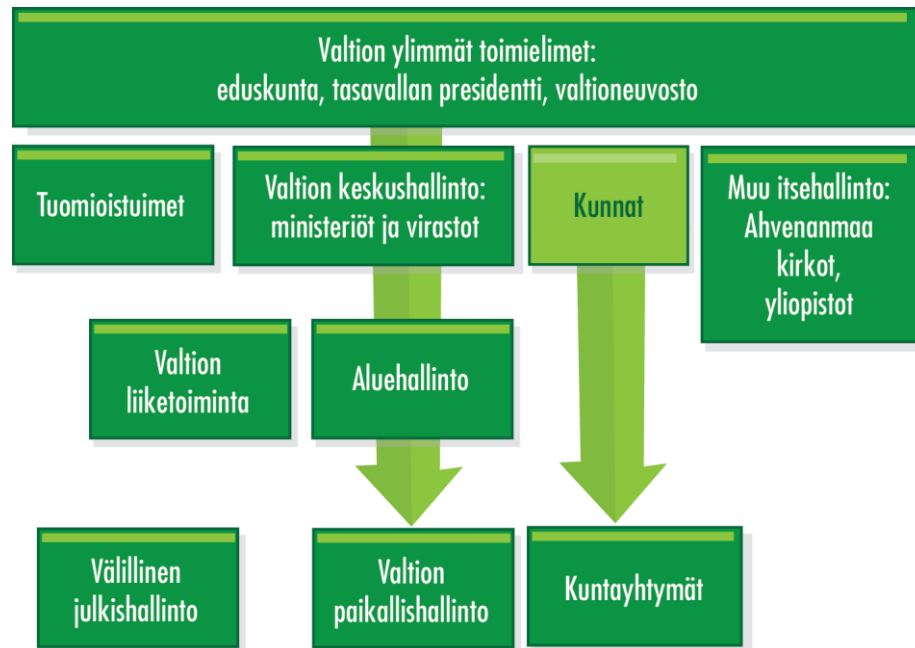 Valtion ylimmät toimielimet:
eduskunta, tasavallan presidentti, valtioneuvosto
Tuomioistuimet
Valtion keskushallinto:
ministeriöt ja virastot
Kunnat
Muu itsehallinto:
Ahvenanmaa
kirkot,
yliopistot
Valtion
liiketoiminta
Aluehallinto
Välillinen
julkishallinto
Valtion
paikallishallinto
Kuntayhtymät